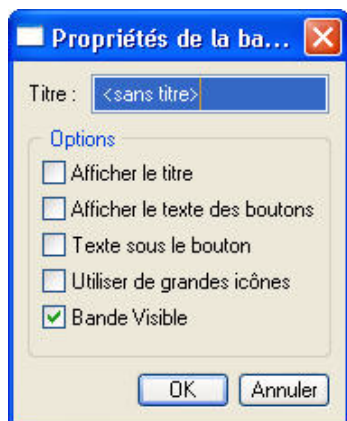 Propriétés de la ba...
Titre : <sans titre>
Options
Afficher le titre
Afficher le texte des boutons
Texte sous le bouton
Utiliser de grandes icônes
Bande Visible
OK Annuler